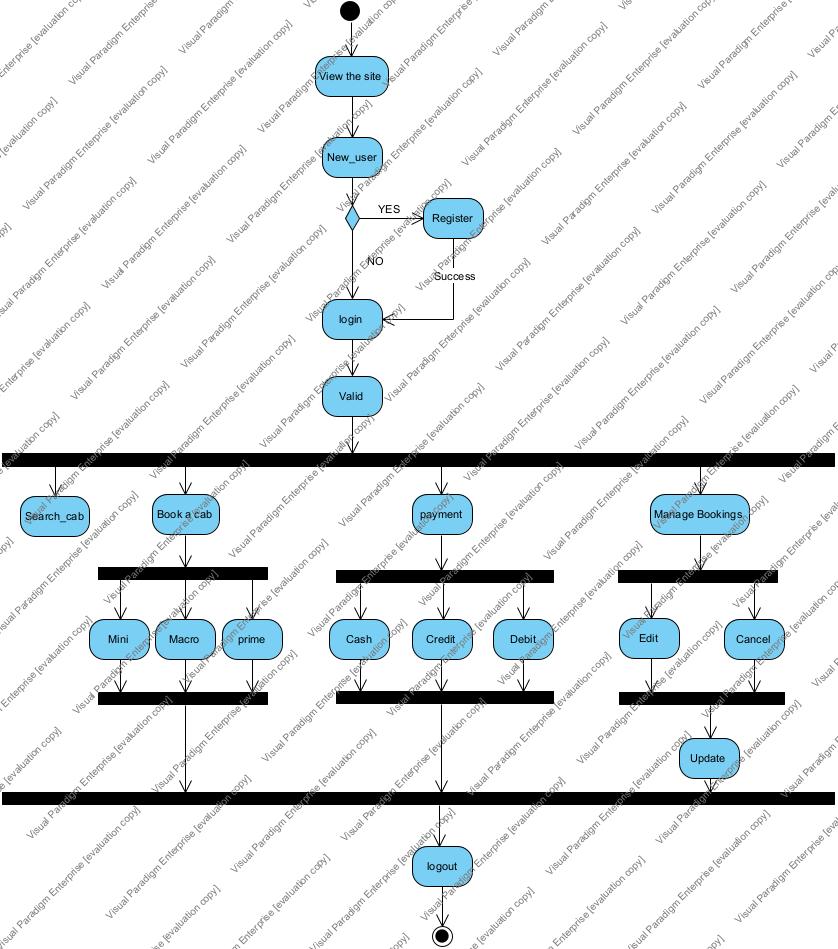 View the site
New_user
YES
Register
NO
Success
login
Valid
Search_cab
Book a cab
payment
Manage Bookings
Mini
Macro
prime
Cash
Credit
Debit
Edit
Cancel
Update
logout
Visual Paradigm Enterprise [evaluation copy]